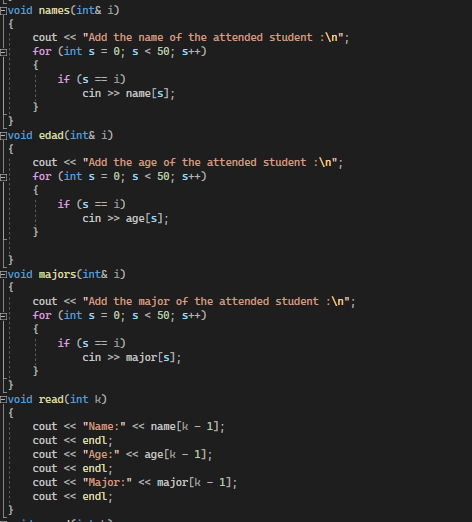 void names(int& i)
{
    cout << "Add the name of the attended student :\n";
    for (int s = 0; s < 50; s++)
    {
        if (s == i)
            cin >> name[s];
    }
}
void edad(int& i)
{
    cout << "Add the age of the attended student :\n";
    for (int s = 0; s < 50; s++)
    {
        if (s == i)
            cin >> age[s];
    }

}
void majors(int& i)
{
    cout << "Add the major of the attended student :\n";
    for (int s = 0; s < 50; s++)
    {
        if (s == i)
            cin >> major[s];
    }
}
void read(int k)
{
    cout << "Name:" << name[k - 1];
    cout << endl;
    cout << "Age:" << age[k - 1];
    cout << endl;
    cout << "Major:" << major[k - 1];
    cout << endl;
}